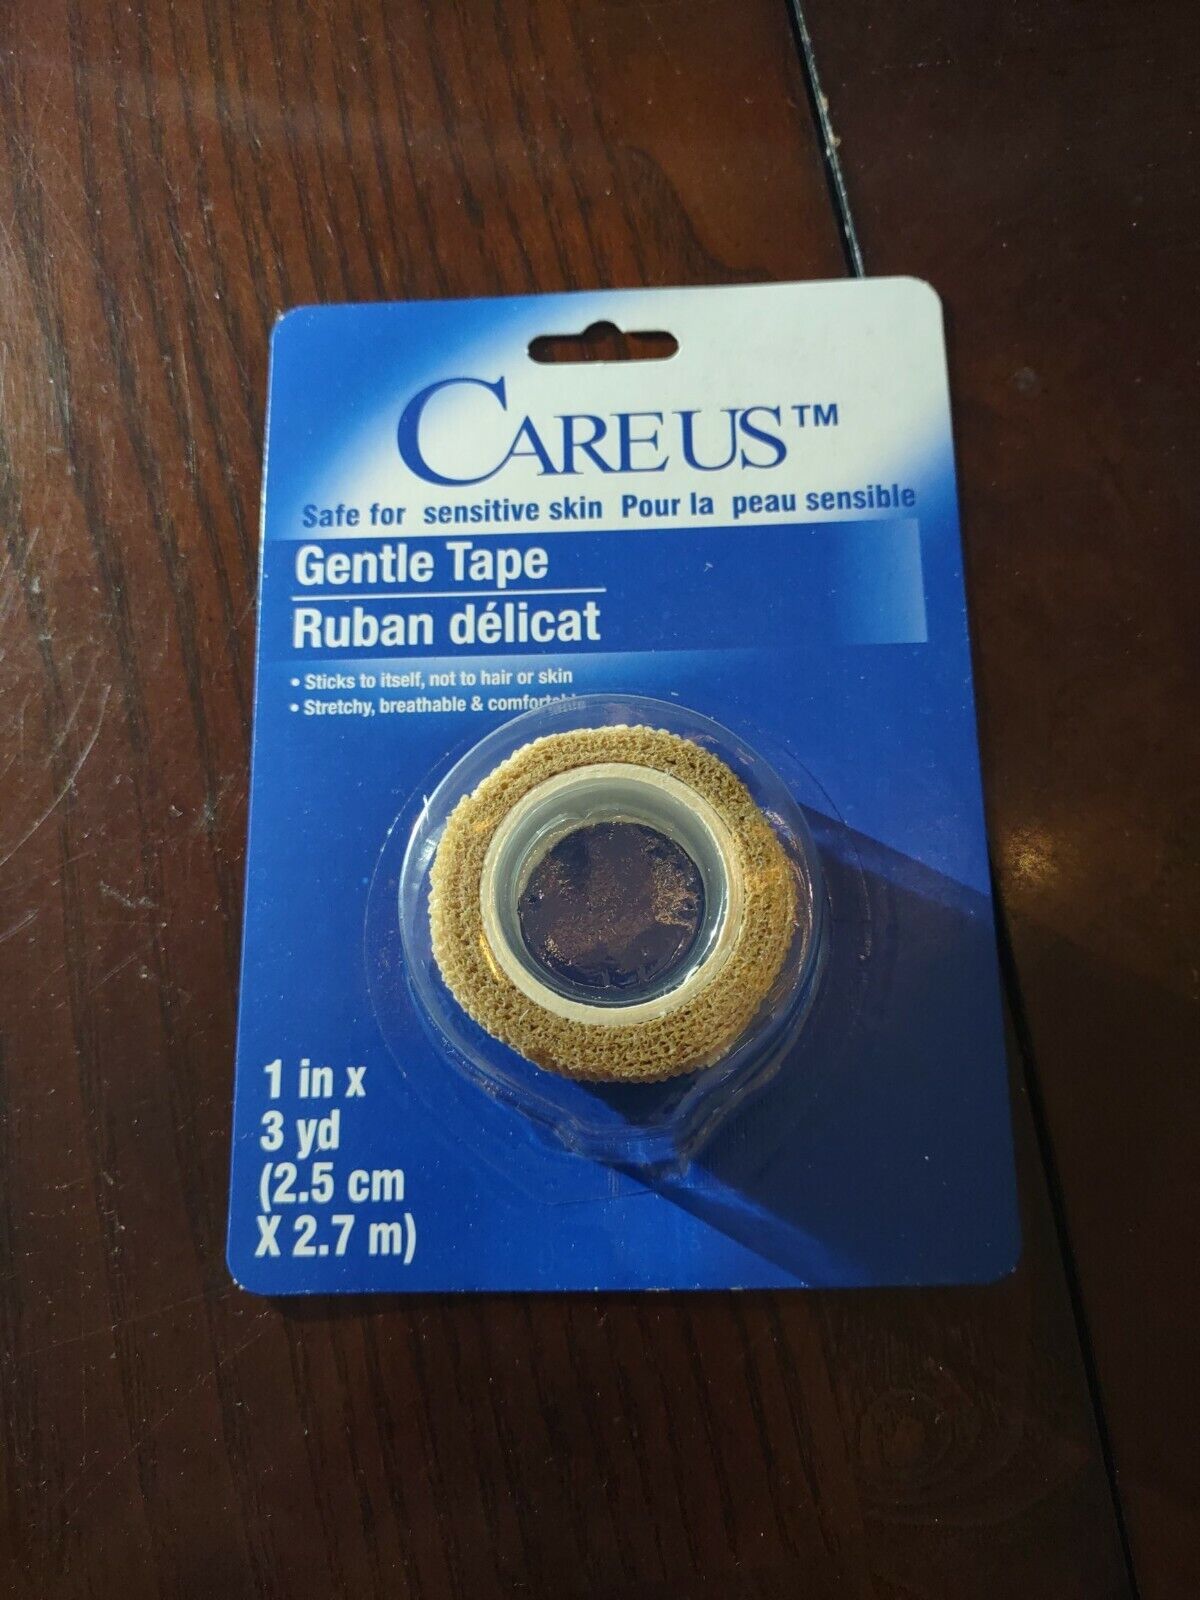 CAREUS™
Safe for sensitive skin Pour la peau sensible
Gentle Tape
Ruban délicat
• Sticks to itself, not to hair or skin
• Stretchy, breathable & comfortable
1 in x
3 yd
(2.5 cm
X 2.7 m)